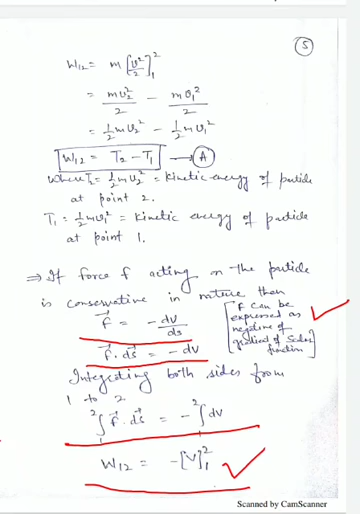 (5)
W₁₂ = m [v²/2]₁²
= mv₂²/2 - mv₁²/2
= ½mv₂² - ½mv₁²
W₁₂ = T₂ - T₁ → (A)
where T₂ = ½mv₂² = kinetic energy of particle
at point 2.
T₁ = ½mv₁² = kinetic energy of particle
at point 1.
⇒ If force f acting on the particle
is conservative in nature then
f⃗ = -dV/ds
[F can be
expressed as
negative of
gradient of scalar
function]
f⃗.ds⃗ = -dV
Integrating both sides from
1 to 2
₁∫² f⃗.ds⃗ = -₁∫² dV
W₁₂ = -[V]₁²
Scanned by CamScanner